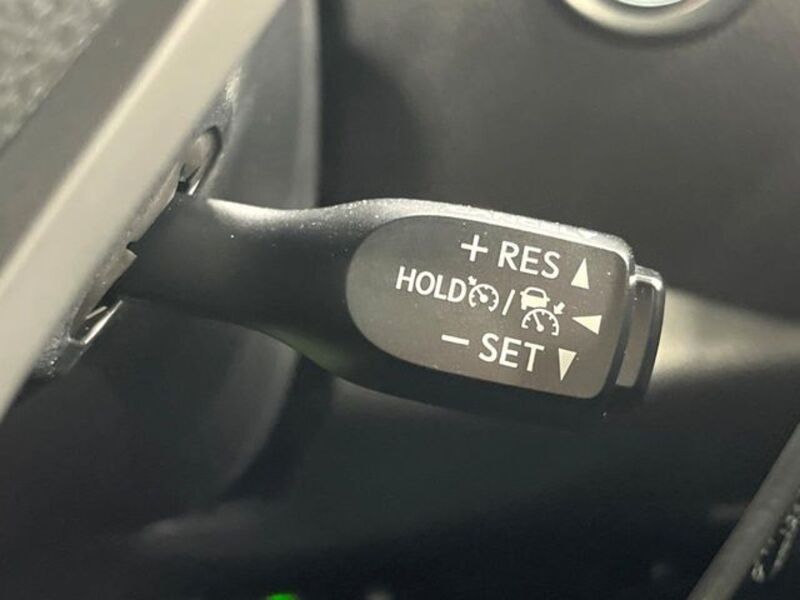 + RES ▲
HOLD / ◀
− SET ▼